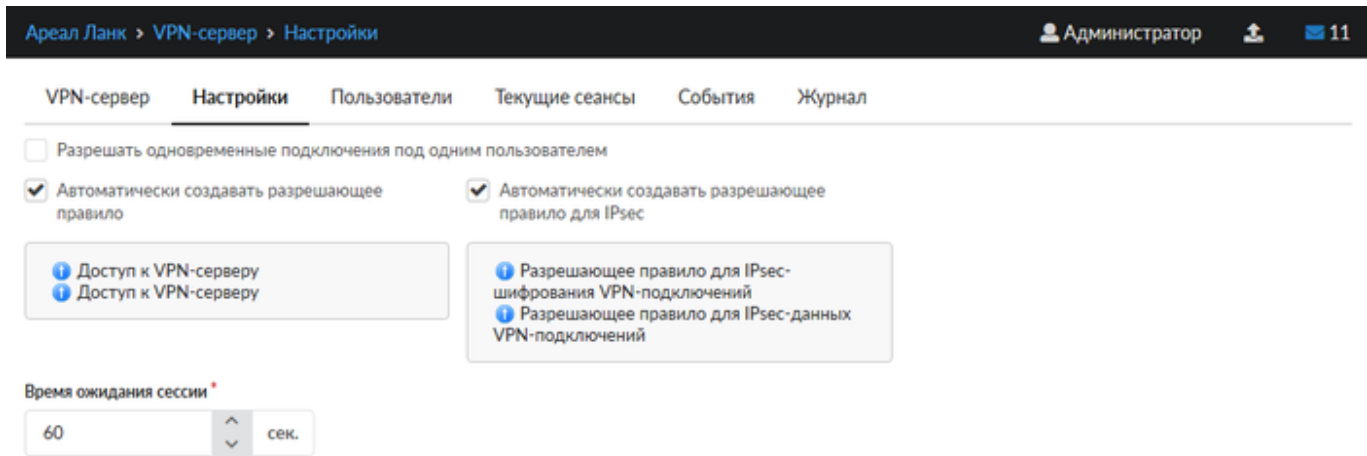 Ареал Ланк > VPN-сервер > Настройки Администратор 11
VPN-сервер Настройки Пользователи Текущие сеансы События Журнал
Разрешать одновременные подключения под одним пользователем
Автоматически создавать разрешающее
правило
Автоматически создавать разрешающее
правило для IPsec
Доступ к VPN-серверу
Доступ к VPN-серверу
Разрешающее правило для IPsec-
шифрования VPN-подключений
Разрешающее правило для IPsec-данных
VPN-подключений
Время ожидания сессии *
60 сек.